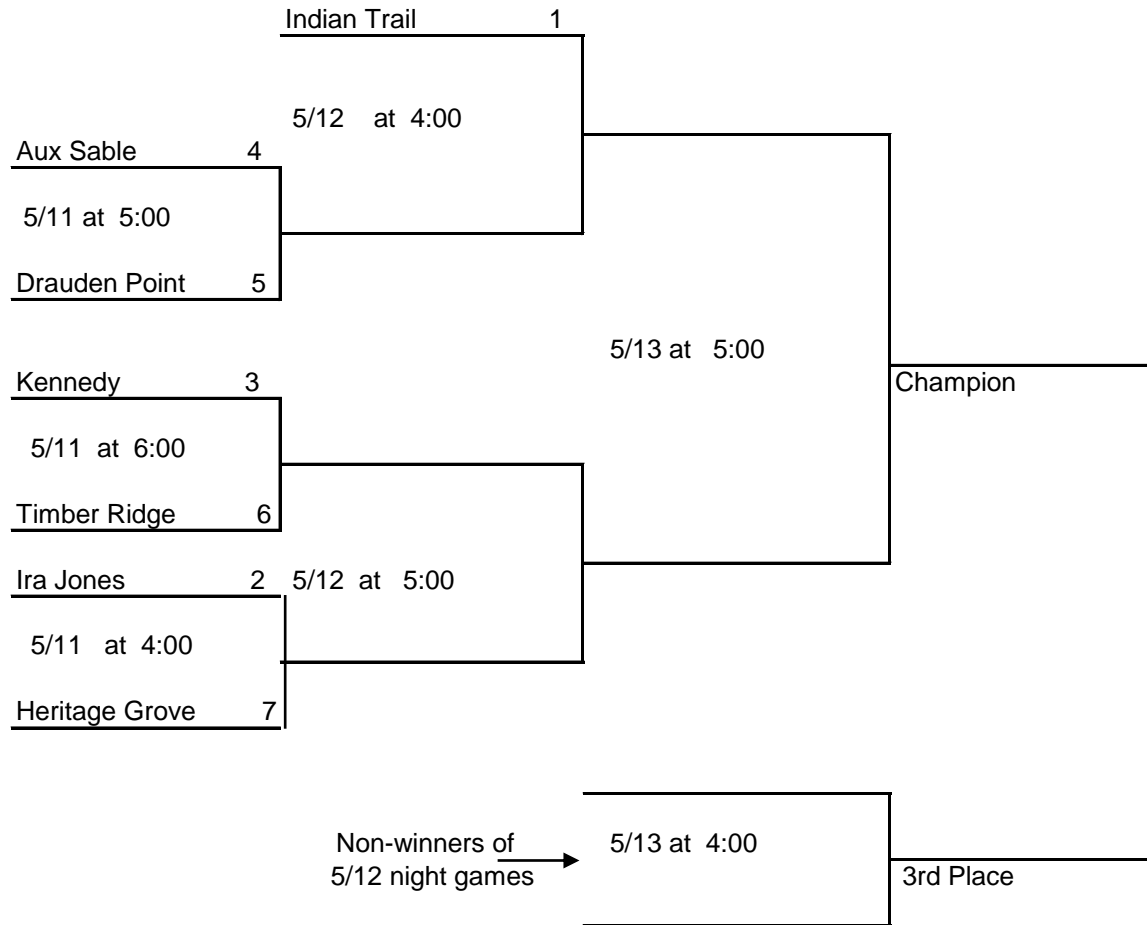 Indian Trail 1
5/12 at 4:00
Aux Sable 4
5/11 at 5:00
Drauden Point 5
5/13 at 5:00
Kennedy 3
Champion
5/11 at 6:00
Timber Ridge 6
Ira Jones 2
5/12 at 5:00
5/11 at 4:00
Heritage Grove 7
Non-winners of
5/12 night games
5/13 at 4:00
3rd Place